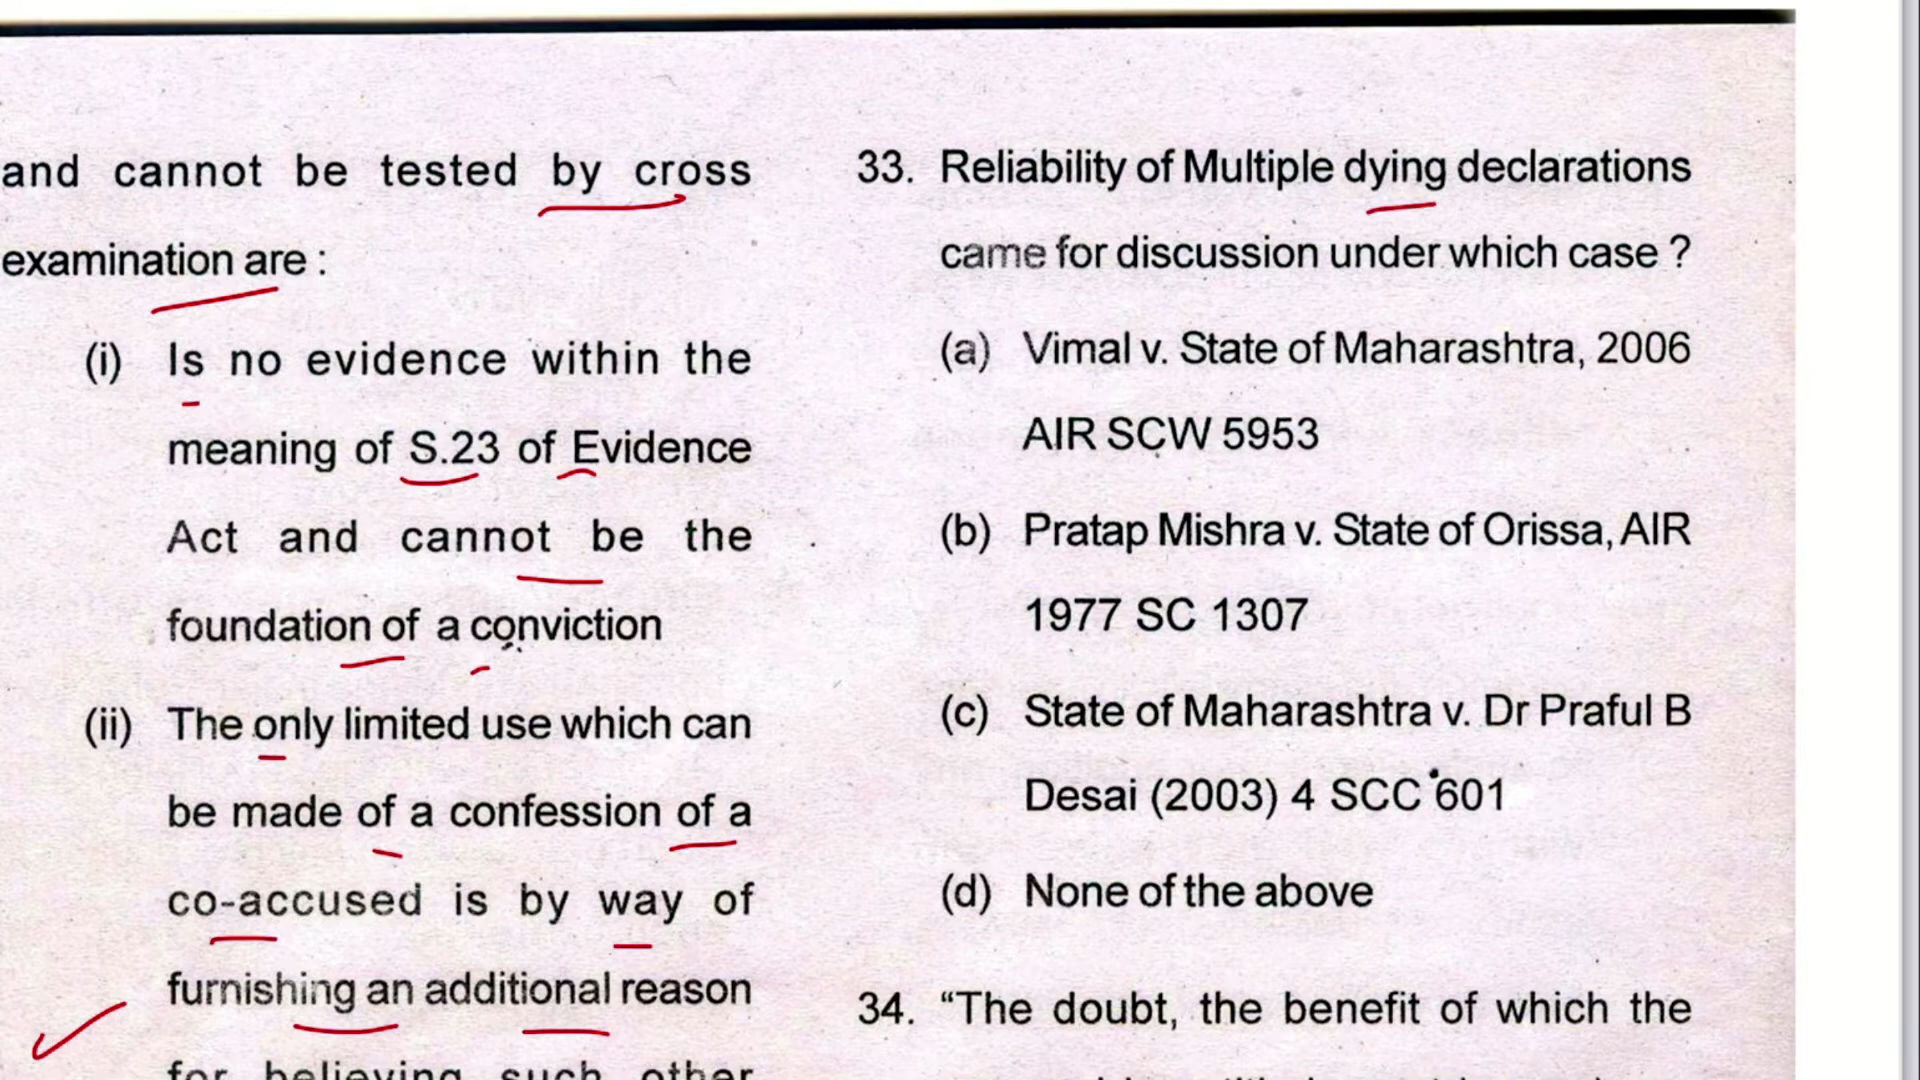 and cannot be tested by cross
examination are :
(i) Is no evidence within the
meaning of S.23 of Evidence
Act and cannot be the
foundation of a conviction
(ii) The only limited use which can
be made of a confession of a
co-accused is by way of
furnishing an additional reason
for believing such other
33. Reliability of Multiple dying declarations
came for discussion under which case ?
(a) Vimal v. State of Maharashtra, 2006
AIR SCW 5953
(b) Pratap Mishra v. State of Orissa, AIR
1977 SC 1307
(c) State of Maharashtra v. Dr Praful B
Desai (2003) 4 SCC 601
(d) None of the above
34. “The doubt, the benefit of which the